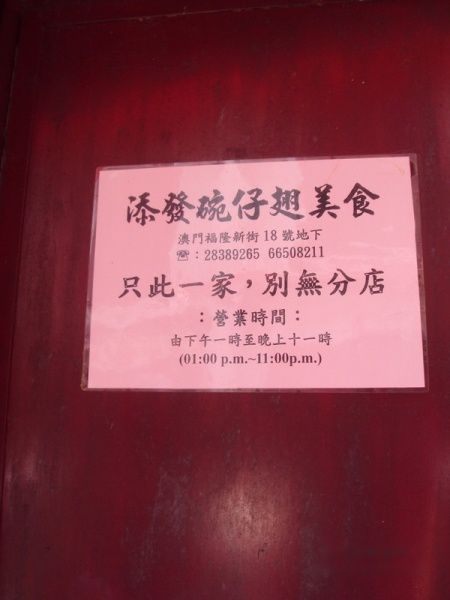 添發碗仔翅美食
澳門福隆新街18號地下
☎：28389265 66508211
只此一家，別無分店
：營業時間：
由下午一時至晚上十一時
(01:00 p.m.~11:00p.m.)